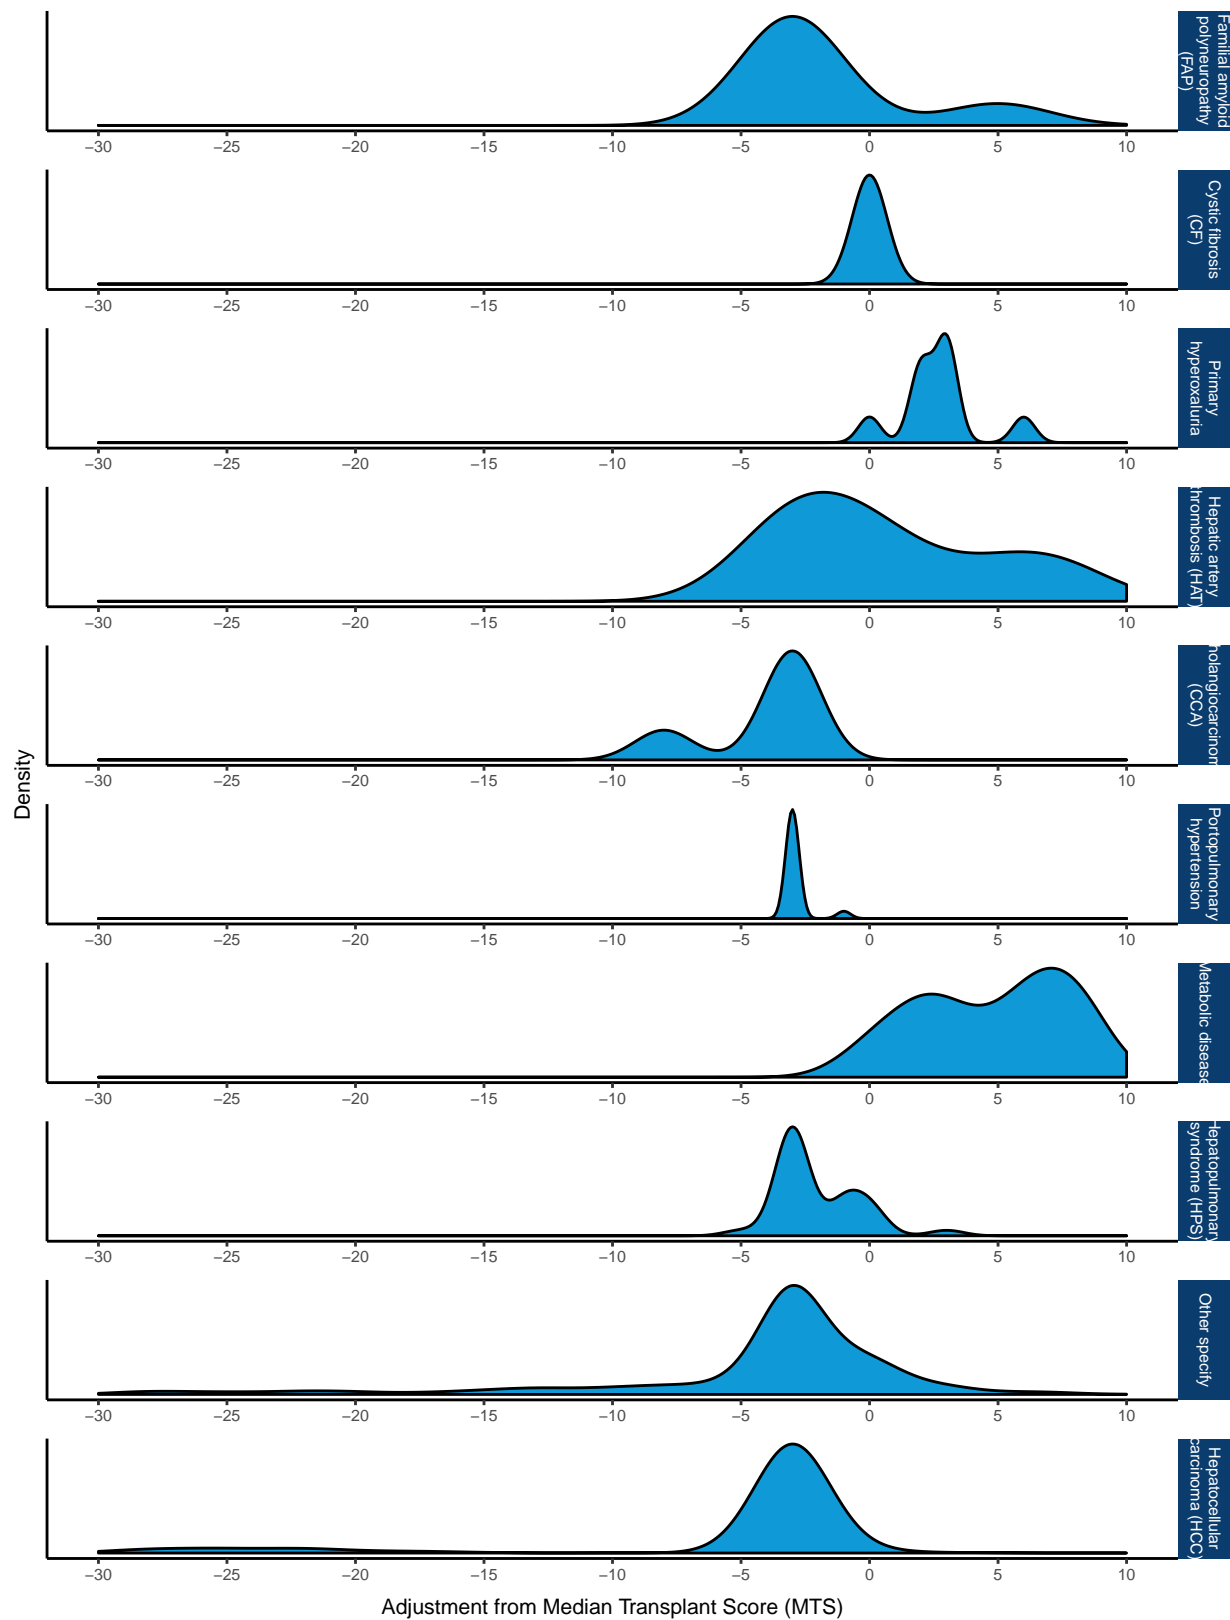 Familial amyloid
polyneuropathy
(FAP)
−30 −25 −20 −15 −10 −5 0 5 10
Cystic fibrosis
(CF)
−30 −25 −20 −15 −10 −5 0 5 10
Primary
hyperoxaluria
−30 −25 −20 −15 −10 −5 0 5 10
Hepatic artery
thrombosis (HAT)
−30 −25 −20 −15 −10 −5 0 5 10
holangiocarcinom
(CCA)
−30 −25 −20 −15 −10 −5 0 5 10
Density
Portopulmonary
hypertension
−30 −25 −20 −15 −10 −5 0 5 10
Metabolic disease
−30 −25 −20 −15 −10 −5 0 5 10
Hepatopulmonary
syndrome (HPS)
−30 −25 −20 −15 −10 −5 0 5 10
Other specify
−30 −25 −20 −15 −10 −5 0 5 10
Hepatocellular
carcinoma (HCC)
−30 −25 −20 −15 −10 −5 0 5 10
Adjustment from Median Transplant Score (MTS)